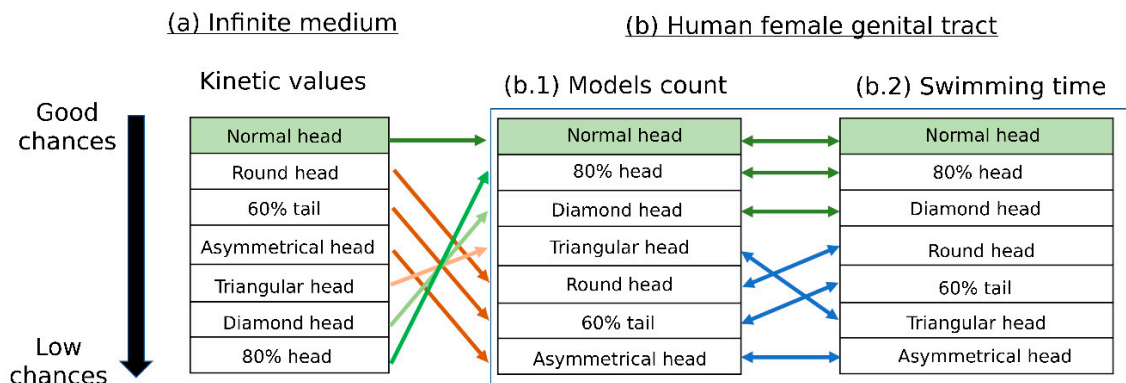 (a) Infinite medium
(b) Human female genital tract
Kinetic values
(b.1) Models count
(b.2) Swimming time
Good
chances
Low
chances
Normal head
Round head
60% tail
Asymmetrical head
Triangular head
Diamond head
80% head
Normal head
80% head
Diamond head
Triangular head
Round head
60% tail
Asymmetrical head
Normal head
80% head
Diamond head
Round head
60% tail
Triangular head
Asymmetrical head